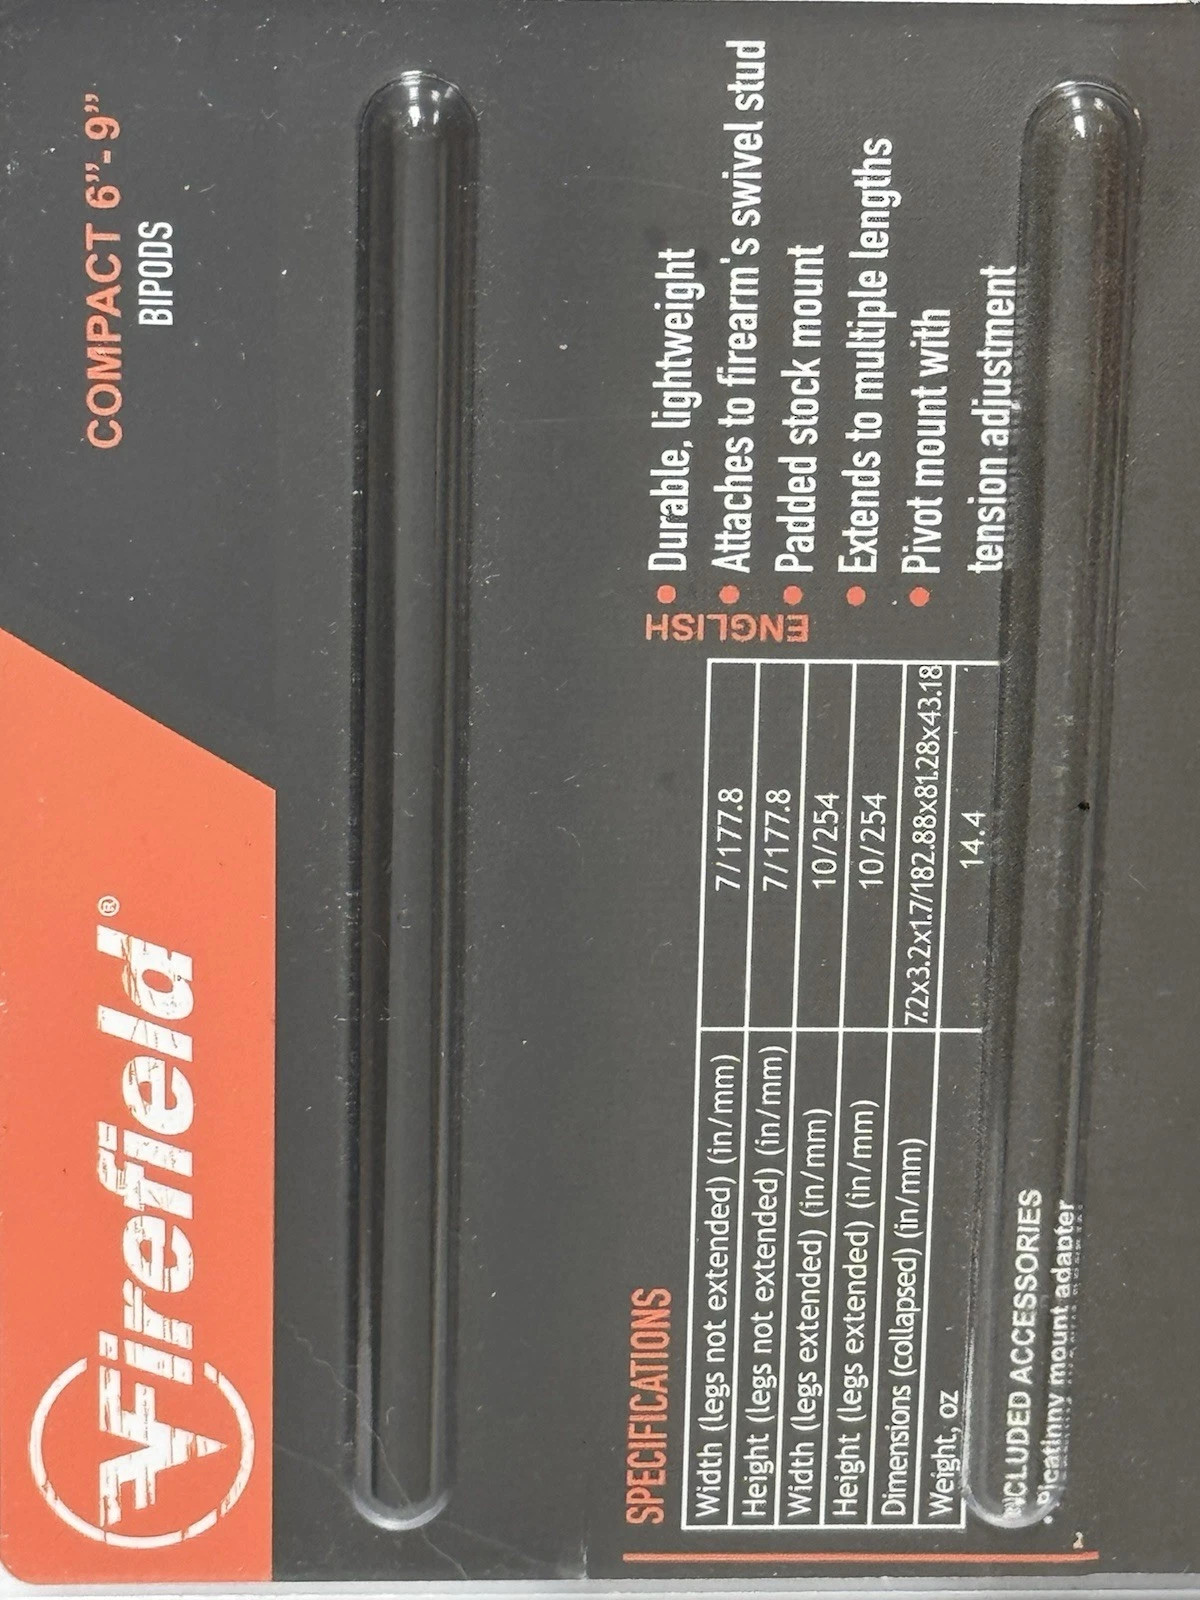 Firefield®
COMPACT 6”- 9”
BIPODS
SPECIFICATIONS
Width (legs not extended) (in/mm) 7/177.8
Height (legs not extended) (in/mm) 7/177.8
Width (legs extended) (in/mm) 10/254
Height (legs extended) (in/mm) 10/254
Dimensions (collapsed) (in/mm) 7.2x3.2x1.7/182.88x81.28x43.18
Weight, oz 14.4
INCLUDED ACCESSORIES
• Picatinny mount adapter
ENGLISH
• Durable, lightweight
• Attaches to firearm's swivel stud
• Padded stock mount
• Extends to multiple lengths
• Pivot mount with
tension adjustment